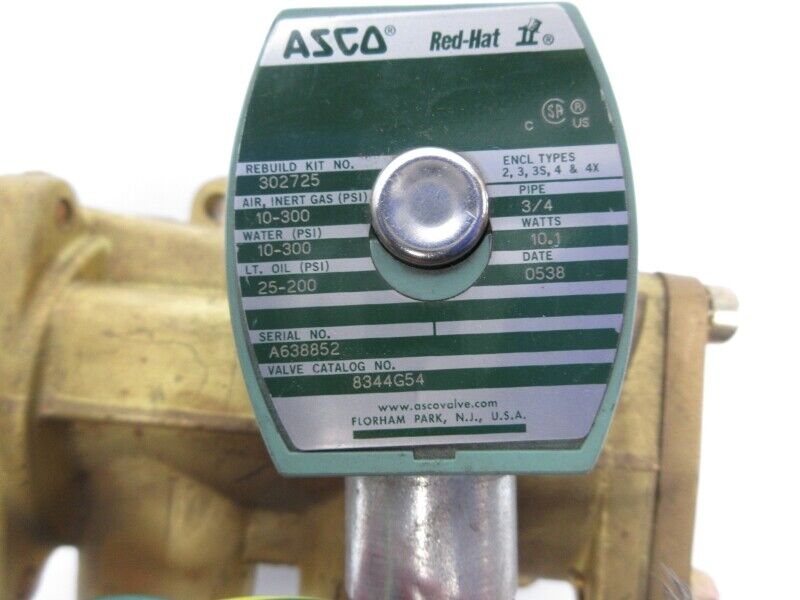 ASCO® Red-Hat II®
C SA ® US
REBUILD KIT NO.
302725
ENCL TYPES
2, 3, 3S, 4 & 4X
AIR, INERT GAS (PSI)
10-300
PIPE
3/4
WATER (PSI)
10-300
WATTS
10.1
LT. OIL (PSI)
25-200
DATE
0538
SERIAL NO.
A638852
VALVE CATALOG NO.
8344G54
www.ascovalve.com
FLORHAM PARK, N.J., U.S.A.